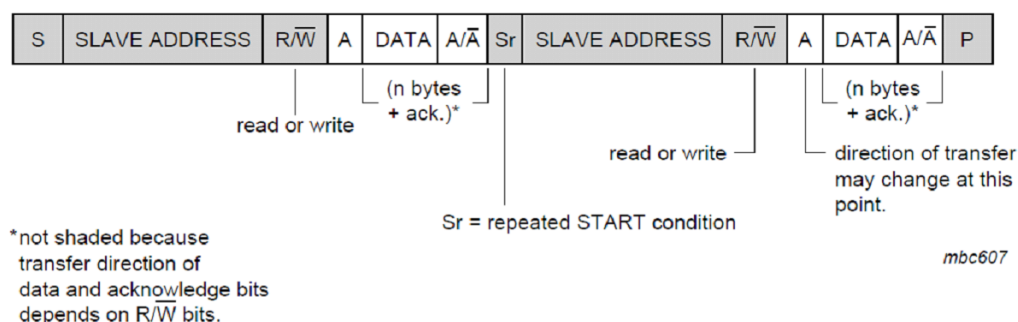 S SLAVE ADDRESS R/W̅ A DATA A/A̅ Sr SLAVE ADDRESS R/W̅ A DATA A/A̅ P
(n bytes
+ ack.)*
(n bytes
+ ack.)*
read or write
read or write
direction of transfer
may change at this
point.
Sr = repeated START condition
*not shaded because
transfer direction of
data and acknowledge bits
depends on R/W̅ bits.
mbc607